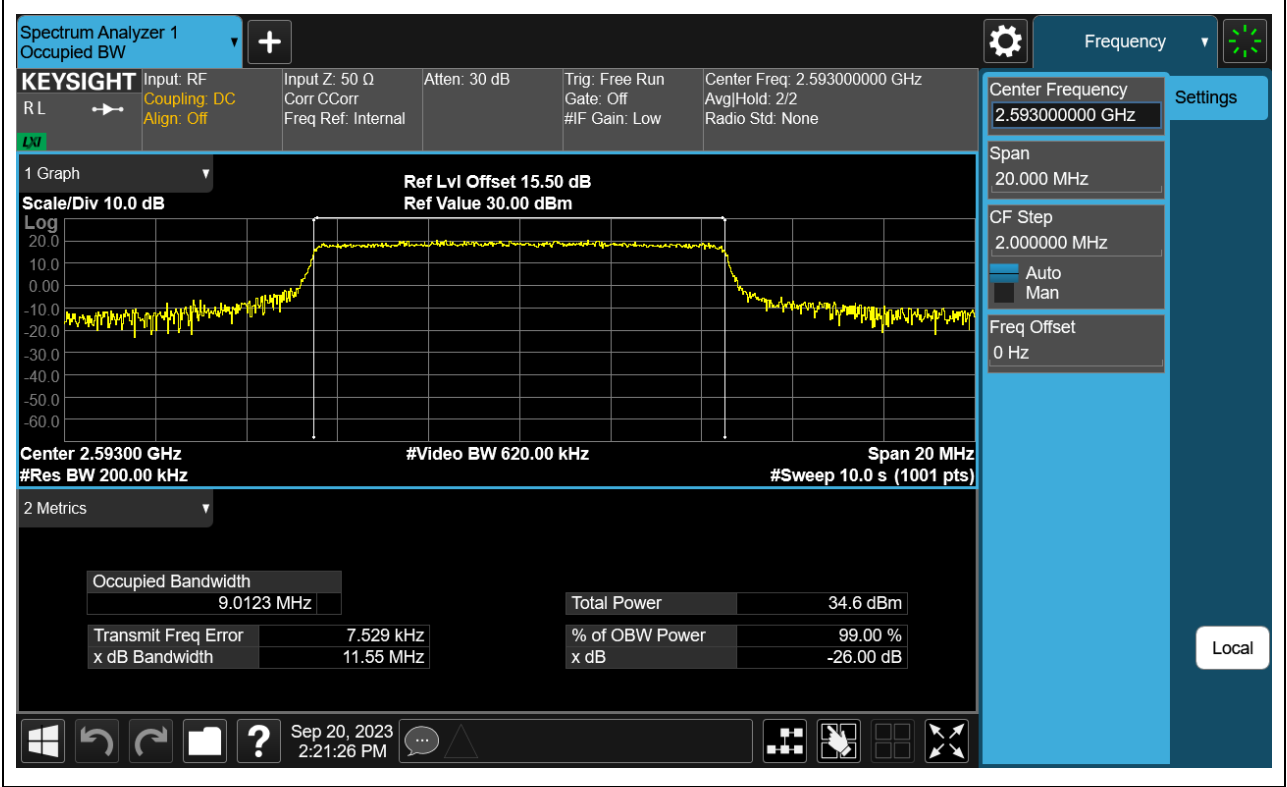 Spectrum Analyzer 1
Occupied BW
+
Frequency
KEYSIGHT
R L
LXI
Input: RF
Coupling: DC
Align: Off
Input Z: 50 Ω
Corr CCorr
Freq Ref: Internal
Atten: 30 dB
Trig: Free Run
Gate: Off
#IF Gain: Low
Center Freq: 2.593000000 GHz
Avg|Hold: 2/2
Radio Std: None
Center Frequency
2.593000000 GHz
Settings
Span
20.000 MHz
CF Step
2.000000 MHz
Auto
Man
Freq Offset
0 Hz
Local
1 Graph
Scale/Div 10.0 dB
Ref Lvl Offset 15.50 dB
Ref Value 30.00 dBm
Log
20.0
10.0
0.00
-10.0
-20.0
-30.0
-40.0
-50.0
-60.0
Center 2.59300 GHz
#Video BW 620.00 kHz
Span 20 MHz
#Res BW 200.00 kHz
#Sweep 10.0 s (1001 pts)
2 Metrics
Occupied Bandwidth
9.0123 MHz
Total Power 34.6 dBm
Transmit Freq Error 7.529 kHz
% of OBW Power 99.00 %
x dB Bandwidth 11.55 MHz
x dB -26.00 dB
?
Sep 20, 2023
2:21:26 PM